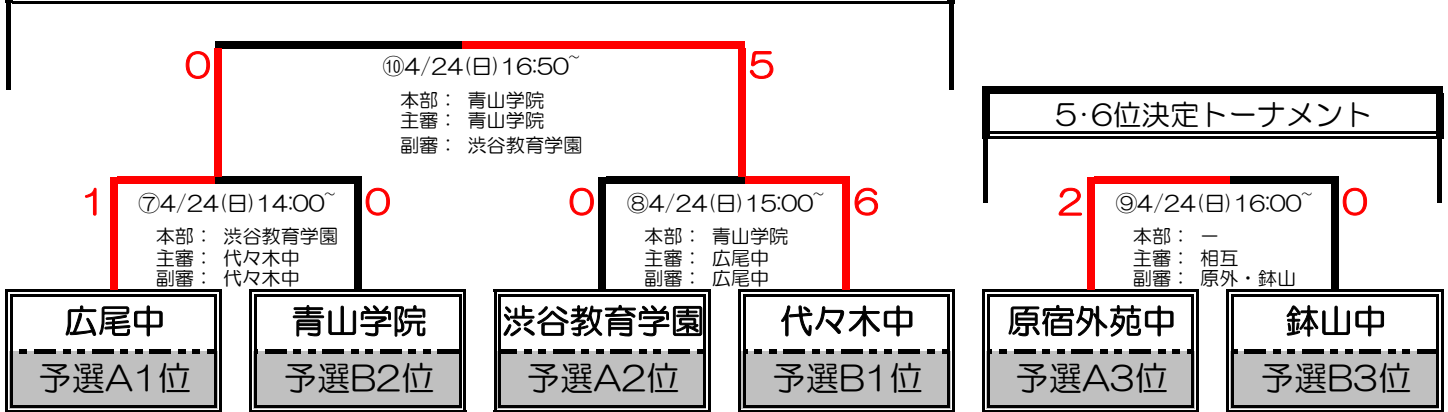 0
5
⑩4/24(日)16:50~
本部： 青山学院
主審： 青山学院
副審： 渋谷教育学園
5・6位決定トーナメント
1
⑦4/24(日)14:00~
0
本部： 渋谷教育学園
主審： 代々木中
副審： 代々木中
0
⑧4/24(日)15:00~
6
本部： 青山学院
主審： 広尾中
副審： 広尾中
2
⑨4/24(日)16:00~
0
本部： ー
主審： 相互
副審： 原外・鉢山
広尾中
予選A1位
青山学院
予選B2位
渋谷教育学園
予選A2位
代々木中
予選B1位
原宿外苑中
予選A3位
鉢山中
予選B3位